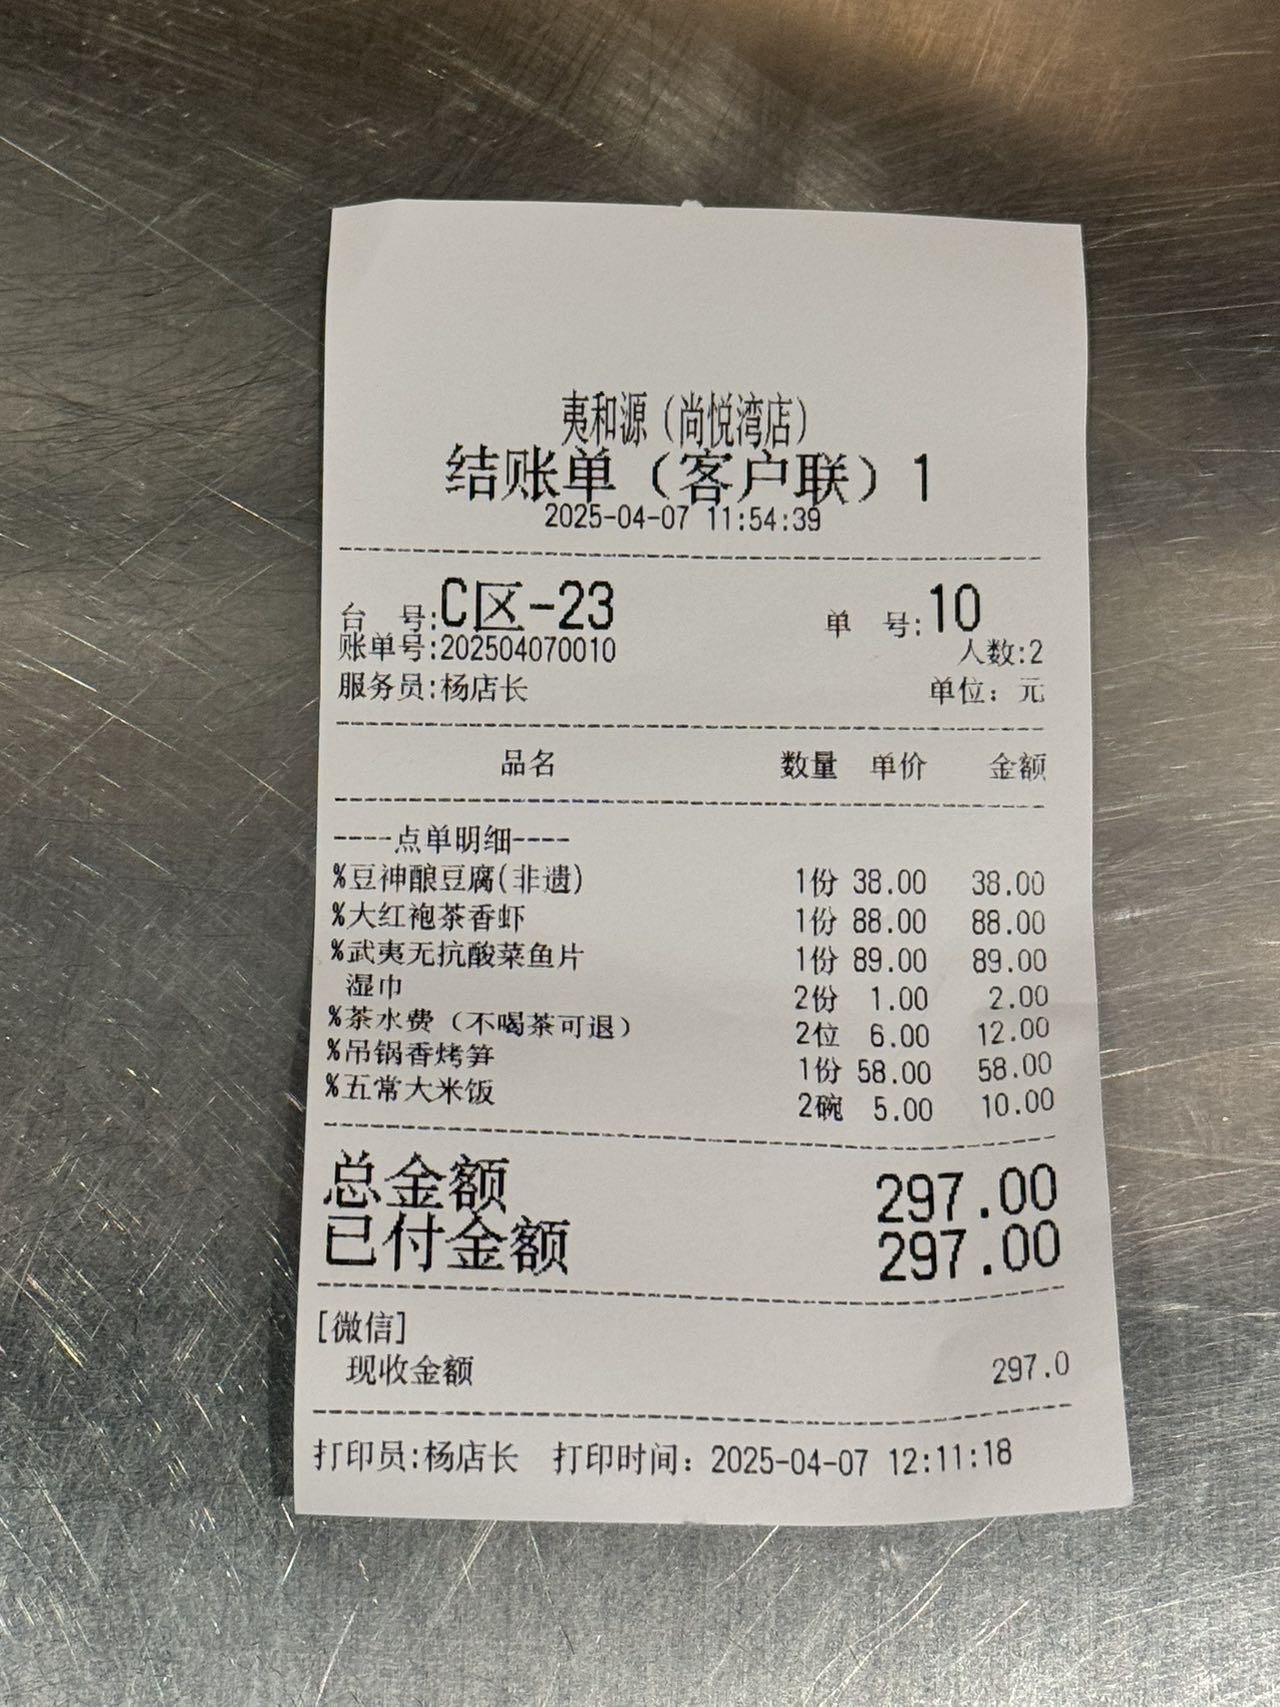 夷和源（尚悦湾店）
结账单（客户联）1
2025-04-07 11:54:39
台 号:C区-23 单 号:10
账单号:202504070010 人数:2
服务员:杨店长 单位：元
品名 数量 单价 金额
----点单明细----
%豆神酿豆腐(非遗) 1份 38.00 38.00
%大红袍茶香虾 1份 88.00 88.00
%武夷无抗酸菜鱼片 1份 89.00 89.00
湿巾 2份 1.00 2.00
%茶水费（不喝茶可退） 2位 6.00 12.00
%吊锅香烤笋 1份 58.00 58.00
%五常大米饭 2碗 5.00 10.00
总金额 297.00
已付金额 297.00
[微信]
现收金额 297.0
打印员:杨店长 打印时间：2025-04-07 12:11:18